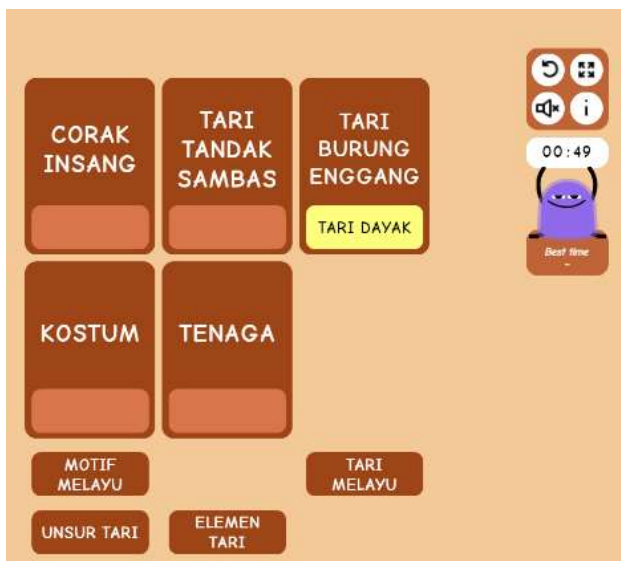 CORAK
INSANG
TARI
TANDAK
SAMBAS
TARI
BURUNG
ENGGANG
TARI DAYAK
KOSTUM
TENAGA
MOTIF
MELAYU
TARI
MELAYU
UNSUR TARI
ELEMEN
TARI
i
00:49
Best time
-